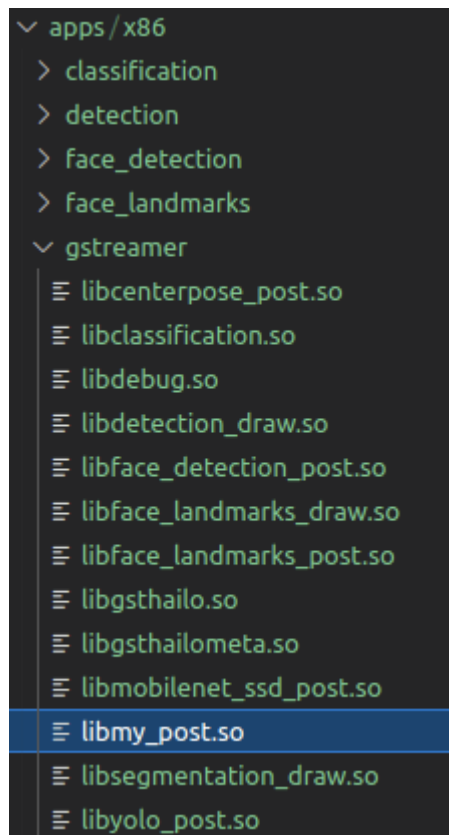 apps/x86
classification
detection
face_detection
face_landmarks
gstreamer
libcenterpose_post.so
libclassification.so
libdebug.so
libdetection_draw.so
libface_detection_post.so
libface_landmarks_draw.so
libface_landmarks_post.so
libgsthailo.so
libgsthailometa.so
libmobilenet_ssd_post.so
libmy_post.so
libsegmentation_draw.so
libyolo_post.so